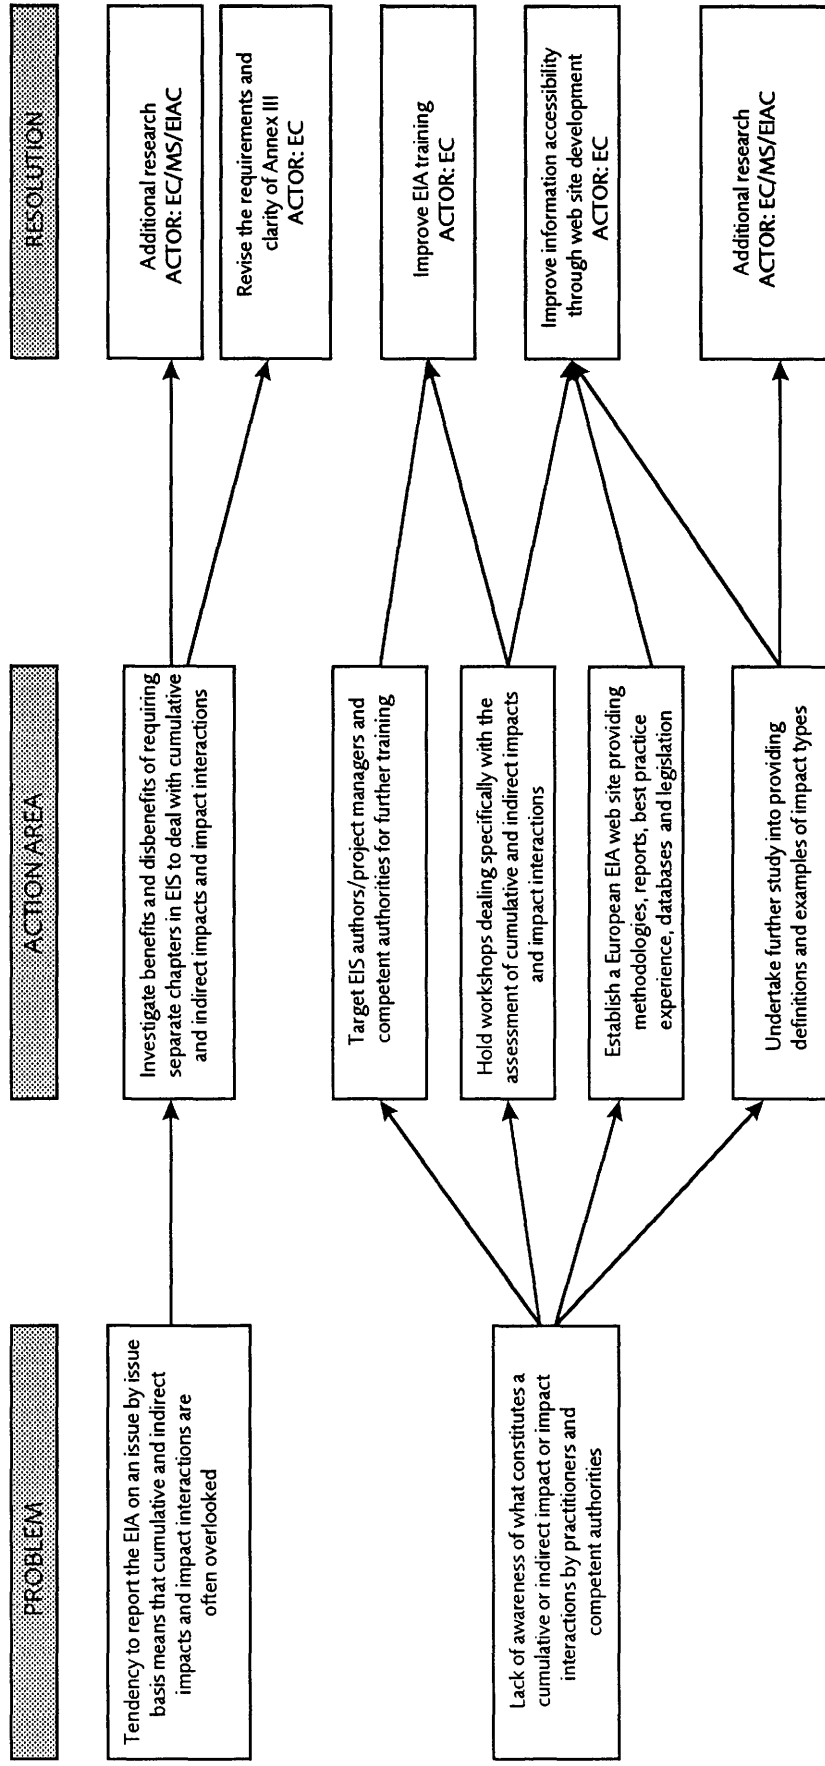 PROBLEM
ACTION AREA
RESOLUTION
Tendency to report the EIA on an issue by issue
basis means that cumulative and indirect
impacts and impact interactions are
often overlooked
Investigate benefits and disbenefits of requiring
separate chapters in EIS to deal with cumulative
and indirect impacts and impact interactions
Additional research
ACTOR: EC/MS/EIAC
Revise the requirements and
clarity of Annex III
ACTOR: EC
Lack of awareness of what constitutes a
cumulative or indirect impact or impact
interactions by practitioners and
competent authorities
Target EIS authors/project managers and
competent authorities for further training
Hold workshops dealing specifically with the
assessment of cumulative and indirect impacts
and impact interactions
Establish a European EIA web site providing
methodologies, reports, best practice
experience, databases and legislation
Undertake further study into providing
definitions and examples of impact types
Improve EIA training
ACTOR: EC
Improve information accessibility
through web site development
ACTOR: EC
Additional research
ACTOR: EC/MS/EIAC